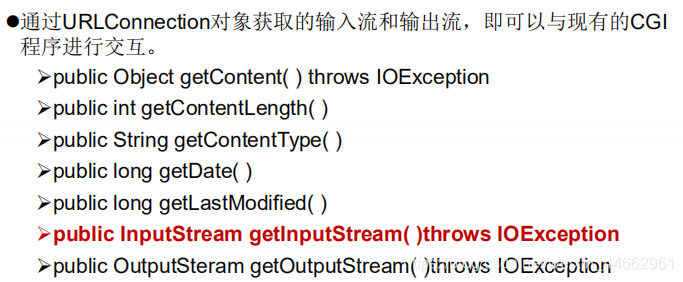 ●通过URLConnection对象获取的输入流和输出流，即可以与现有的CGI
程序进行交互。
➢public Object getContent( ) throws IOException
➢public int getContentLength( )
➢public String getContentType( )
➢public long getDate( )
➢public long getLastModified( )
➢public InputStream getInputStream( )throws IOException
➢public OutputSteram getOutputStream( )throws IOException